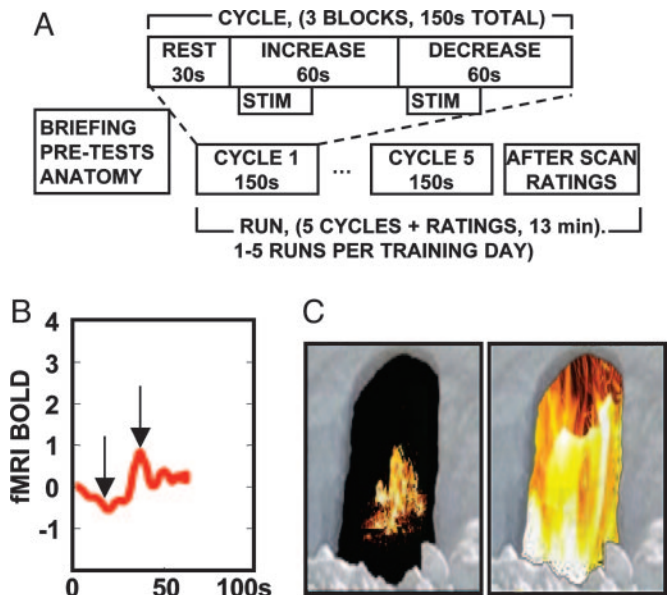 A
CYCLE, (3 BLOCKS, 150s TOTAL)
REST
30s
INCREASE
60s
DECREASE
60s
STIM
STIM
BRIEFING
PRE-TESTS
ANATOMY
CYCLE 1
150s
...
CYCLE 5
150s
AFTER SCAN
RATINGS
RUN, (5 CYCLES + RATINGS, 13 min).
1-5 RUNS PER TRAINING DAY)
B
fMRI BOLD
4
3
2
1
0
-1
0
50
100s
C